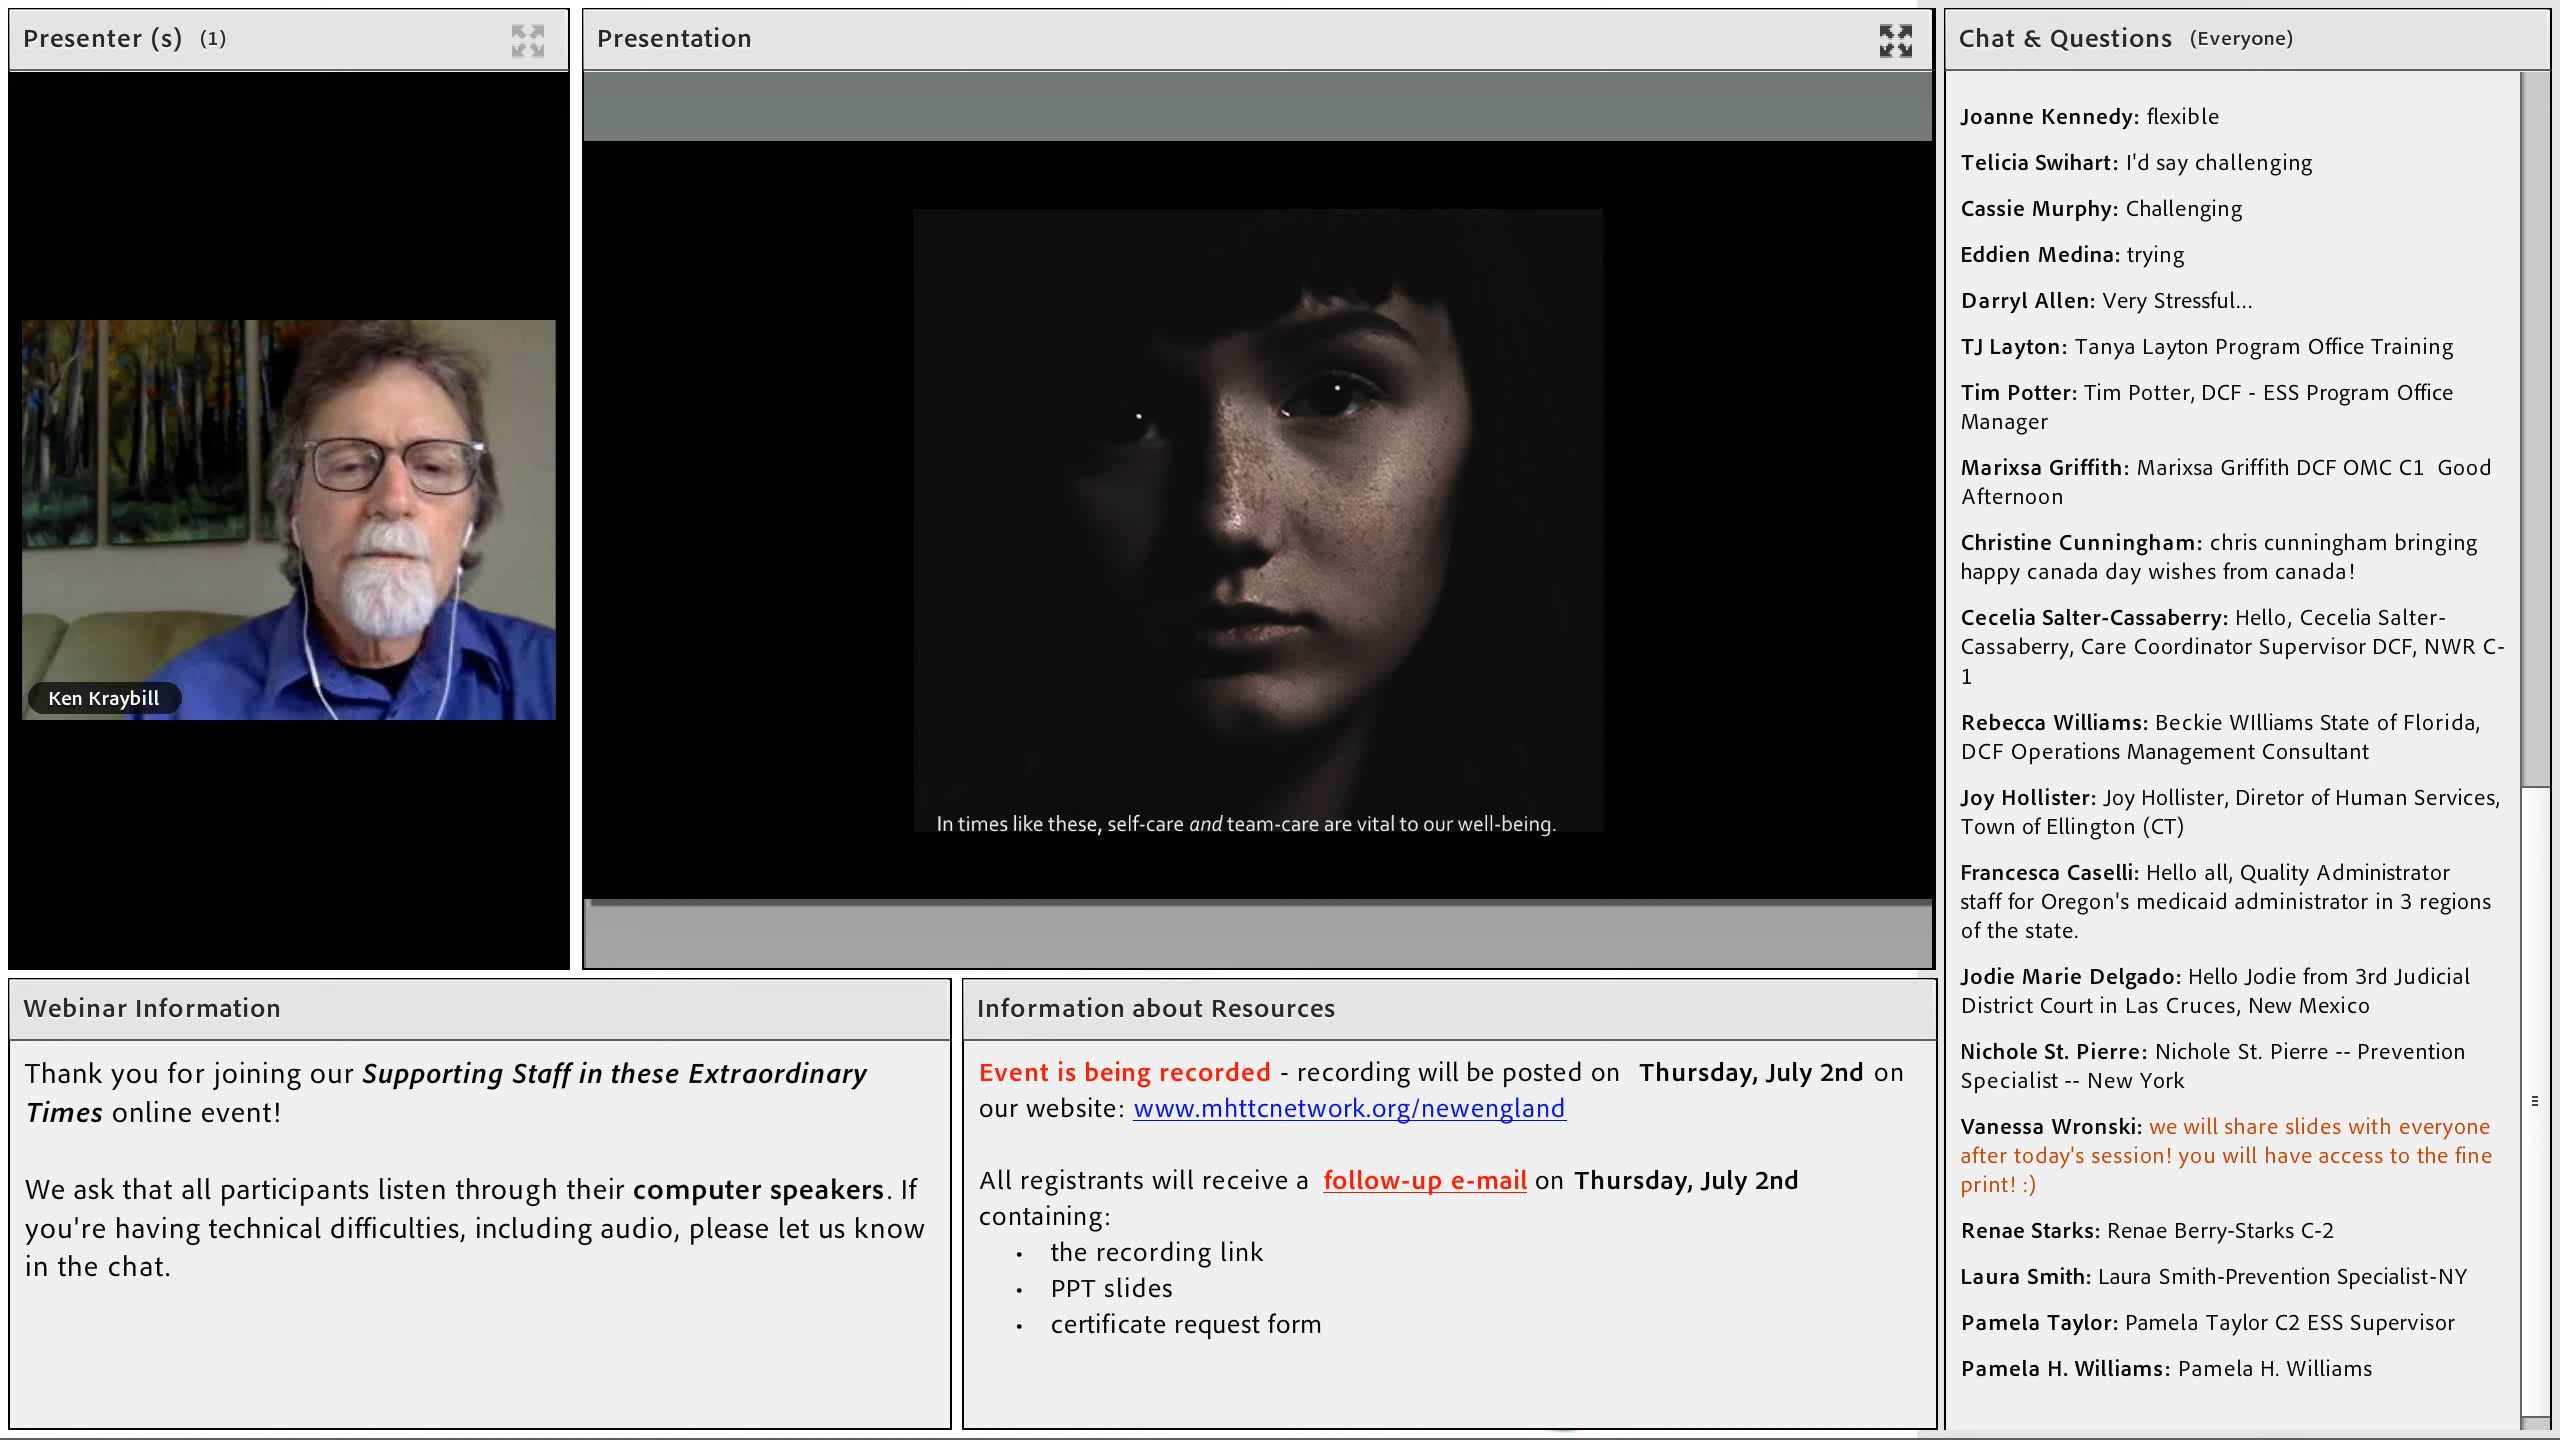 Presenter (s) (1)
Ken Kraybill
Presentation
In times like these, self-care and team-care are vital to our well-being.
Webinar Information
Thank you for joining our Supporting Staff in these Extraordinary
Times online event!
We ask that all participants listen through their computer speakers. If
you're having technical difficulties, including audio, please let us know
in the chat.
Information about Resources
Event is being recorded - recording will be posted on Thursday, July 2nd on
our website: www.mhttcnetwork.org/newengland
All registrants will receive a follow-up e-mail on Thursday, July 2nd
containing:
• the recording link
• PPT slides
• certificate request form
Chat & Questions (Everyone)
Joanne Kennedy: flexible
Telicia Swihart: I'd say challenging
Cassie Murphy: Challenging
Eddien Medina: trying
Darryl Allen: Very Stressful...
TJ Layton: Tanya Layton Program Office Training
Tim Potter: Tim Potter, DCF - ESS Program Office
Manager
Marixsa Griffith: Marixsa Griffith DCF OMC C1 Good
Afternoon
Christine Cunningham: chris cunningham bringing
happy canada day wishes from canada!
Cecelia Salter-Cassaberry: Hello, Cecelia Salter-
Cassaberry, Care Coordinator Supervisor DCF, NWR C-
1
Rebecca Williams: Beckie WIlliams State of Florida,
DCF Operations Management Consultant
Joy Hollister: Joy Hollister, Diretor of Human Services,
Town of Ellington (CT)
Francesca Caselli: Hello all, Quality Administrator
staff for Oregon's medicaid administrator in 3 regions
of the state.
Jodie Marie Delgado: Hello Jodie from 3rd Judicial
District Court in Las Cruces, New Mexico
Nichole St. Pierre: Nichole St. Pierre -- Prevention
Specialist -- New York
Vanessa Wronski: we will share slides with everyone
after today's session! you will have access to the fine
print! :)
Renae Starks: Renae Berry-Starks C-2
Laura Smith: Laura Smith-Prevention Specialist-NY
Pamela Taylor: Pamela Taylor C2 ESS Supervisor
Pamela H. Williams: Pamela H. Williams